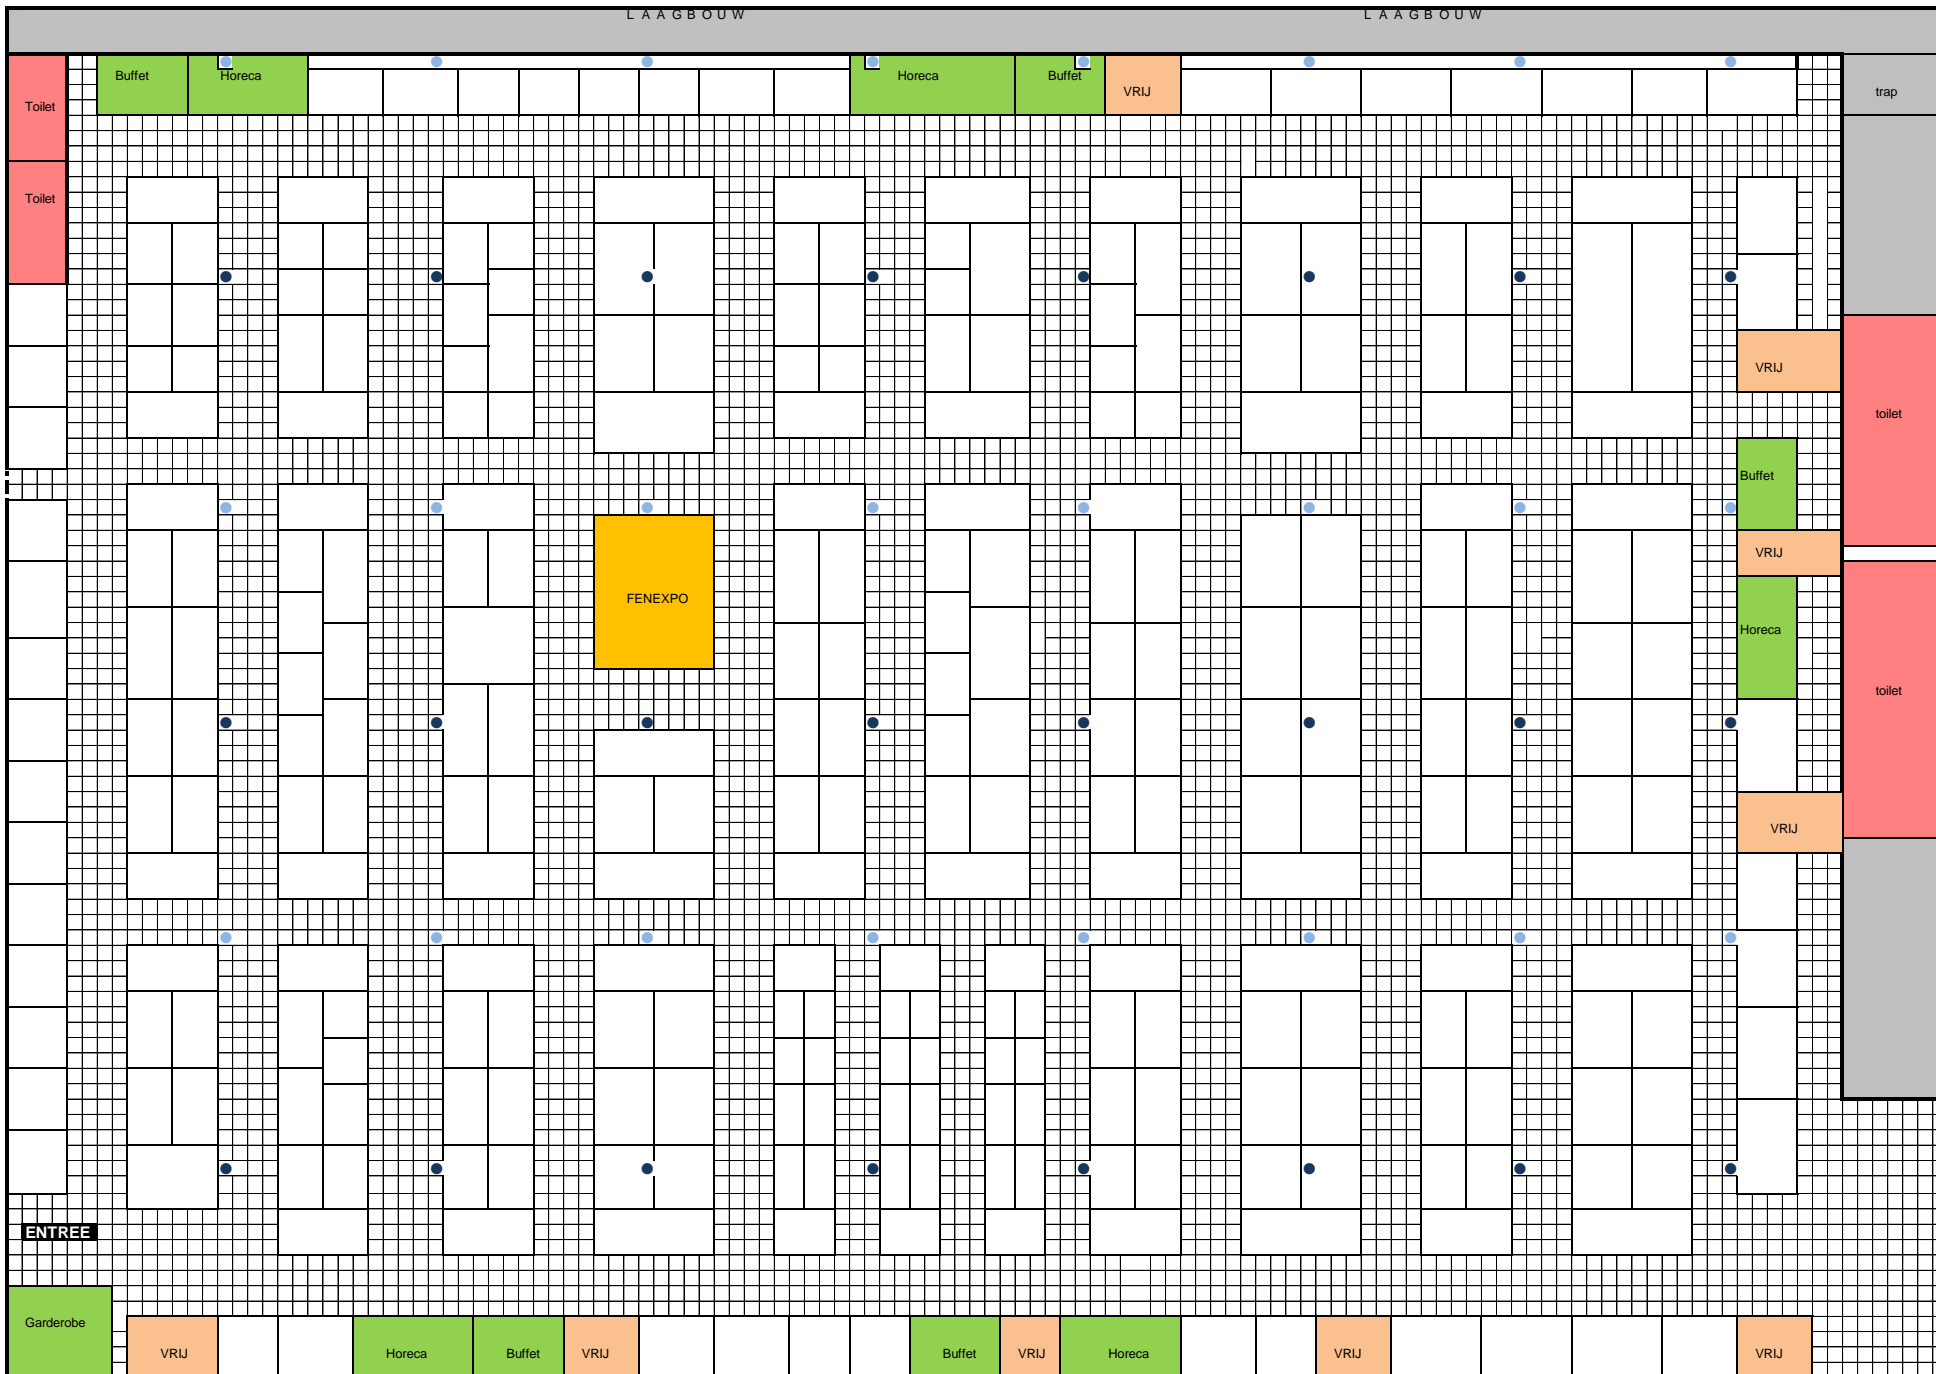 L A A G B O U W
L A A G B O U W
Buffet
Horeca
Horeca
Buffet
VRIJ
trap
Toilet
Toilet
VRIJ
toilet
Buffet
VRIJ
FENEXPO
Horeca
toilet
VRIJ
ENTREE
Garderobe
VRIJ
Horeca
Buffet
VRIJ
Buffet
VRIJ
Horeca
VRIJ
VRIJ